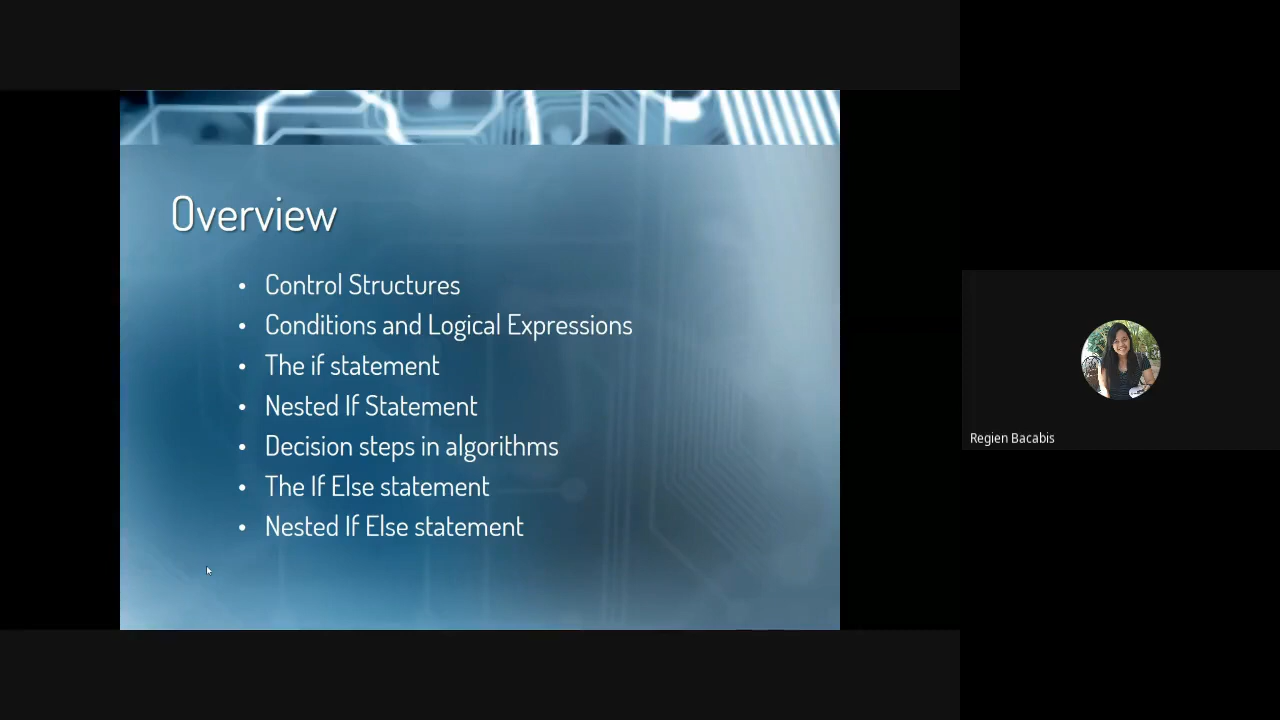 Overview
• Control Structures
• Conditions and Logical Expressions
• The if statement
• Nested If Statement
• Decision steps in algorithms
• The If Else statement
• Nested If Else statement
Regien Bacabis